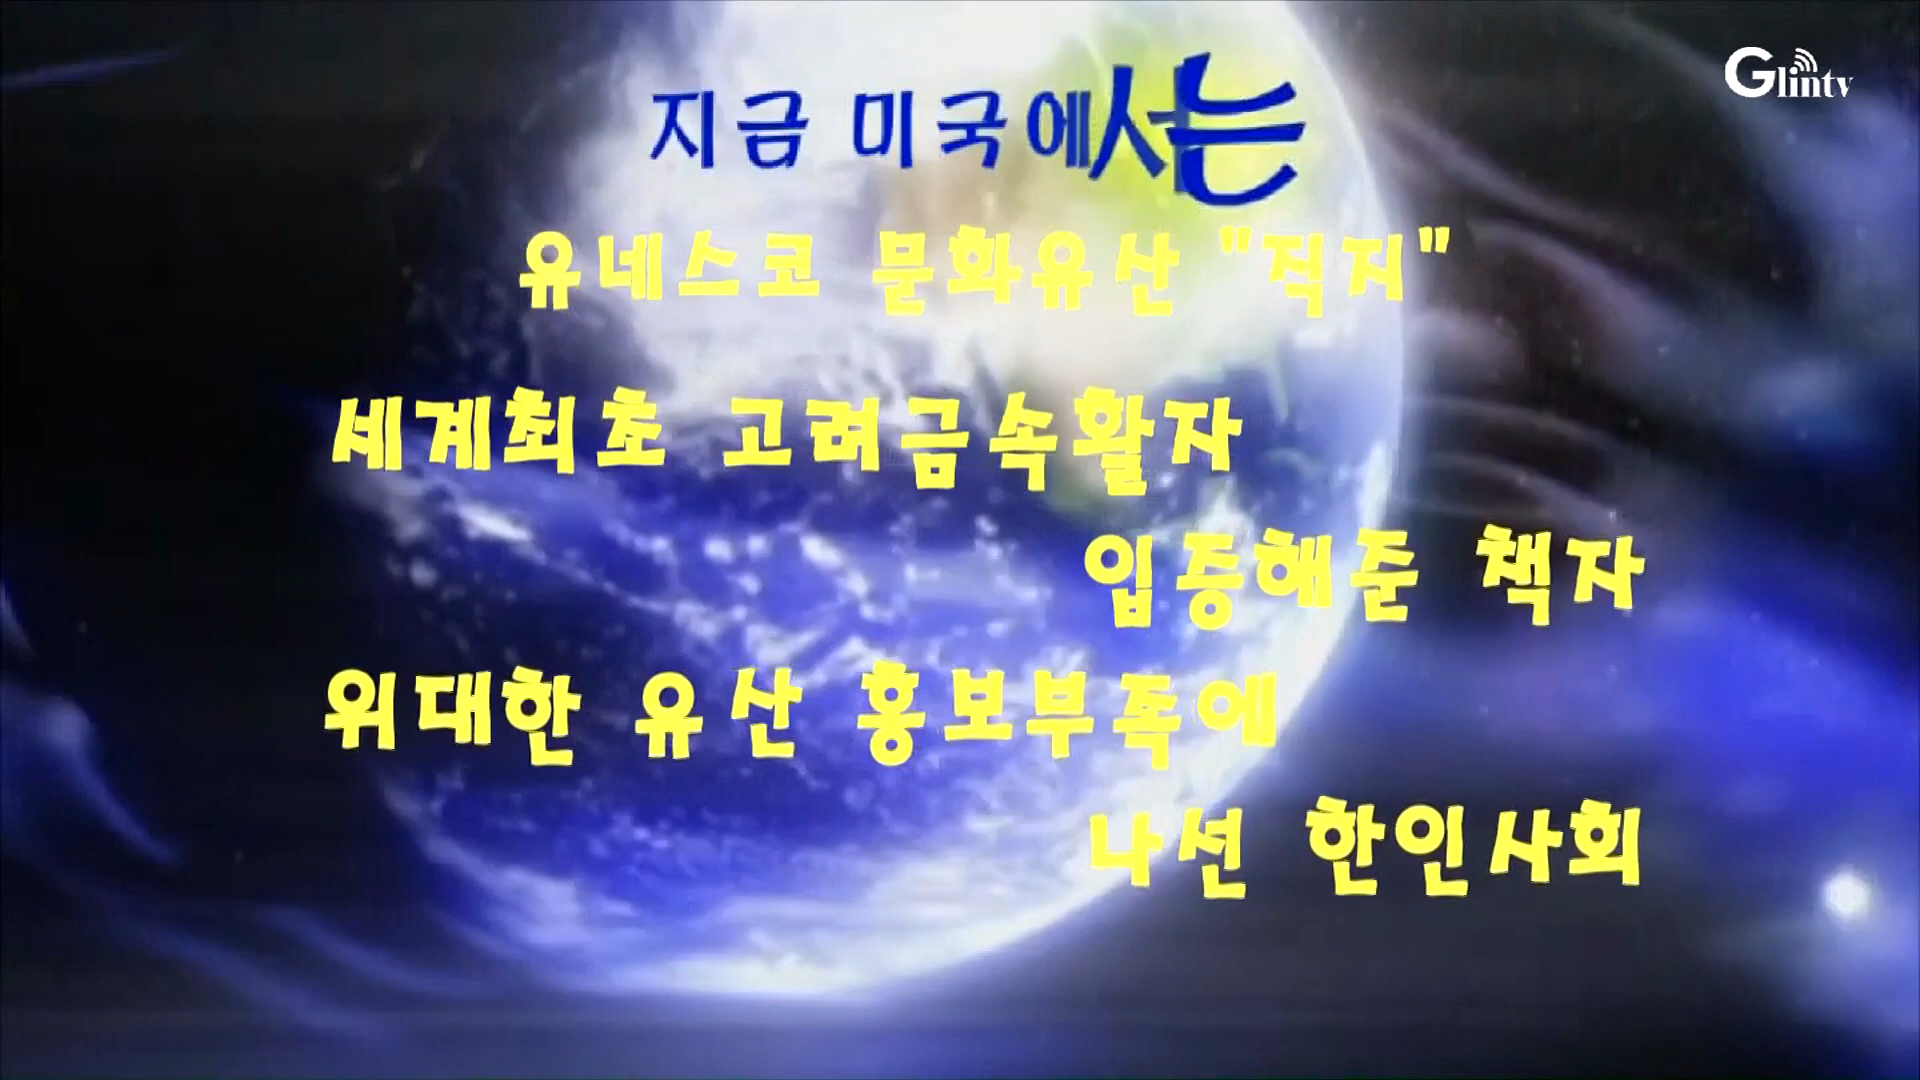 Glintv
지금 미국에서는
유네스코 문화유산 "직지"
세계최초 고려금속활자
입증해준 책자
위대한 유산 홍보부족에
나선 한인사회